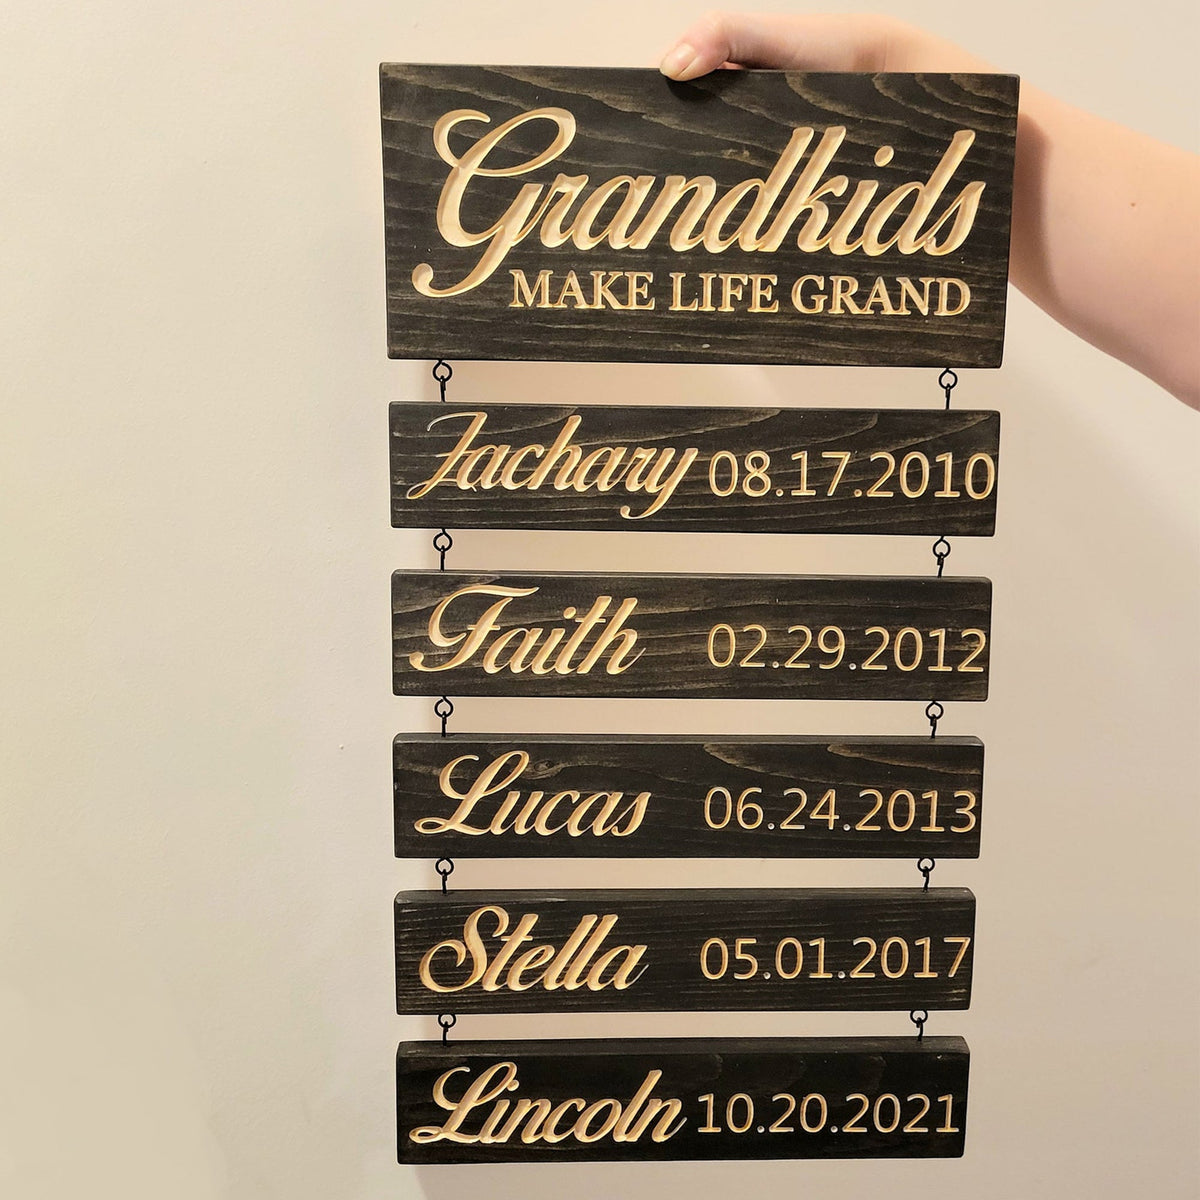 Grandkids
MAKE LIFE GRAND
Zachary 08.17.2010
Faith 02.29.2012
Lucas 06.24.2013
Stella 05.01.2017
Lincoln 10.20.2021